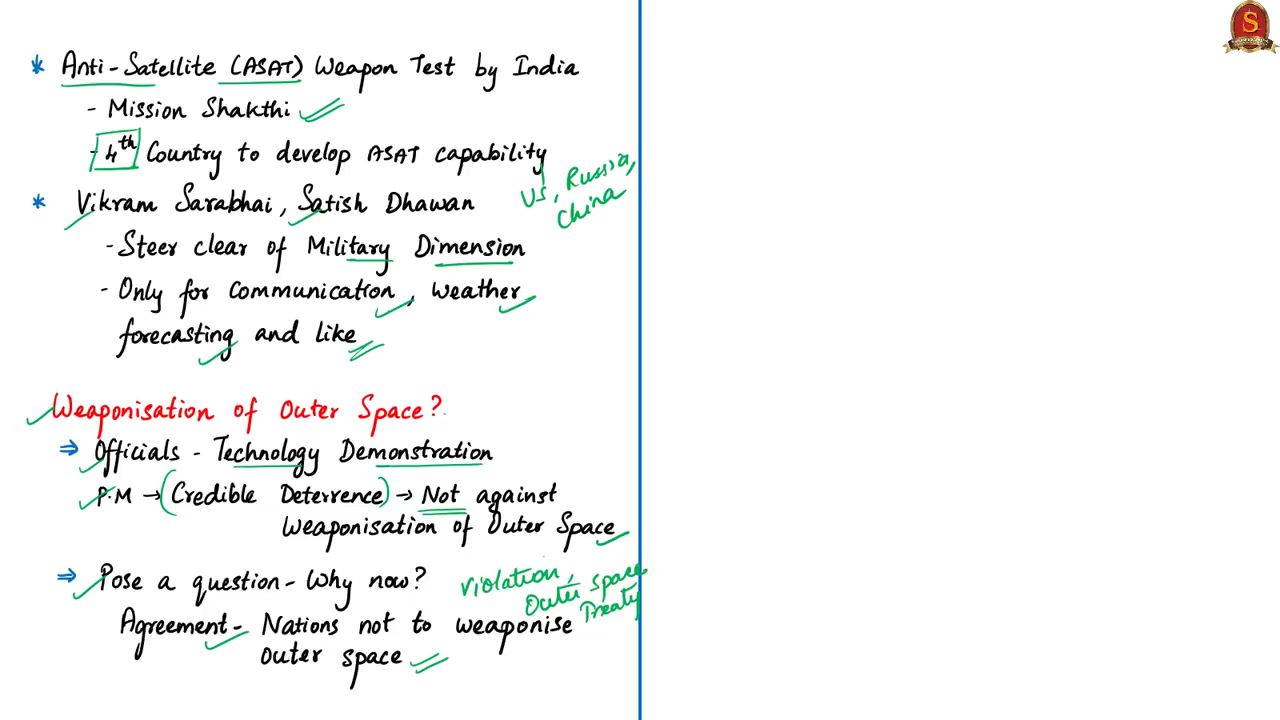 * Anti-Satellite (ASAT) Weapon Test by India
- Mission Shakthi
- 4th Country to develop ASAT capability
US, Russia,
China
* Vikram Sarabhai, Satish Dhawan
- Steer clear of Military Dimension
- Only for communication, weather
forecasting and like
Weaponisation of Outer Space?
⇒ Officials - Technology Demonstration
P.M → (Credible Deterrence) → Not against
Weaponisation of Outer Space
⇒ Pose a question - Why now?
Violation,
Outer space
Treaty
Agreement - Nations not to weaponise
Outer space
S